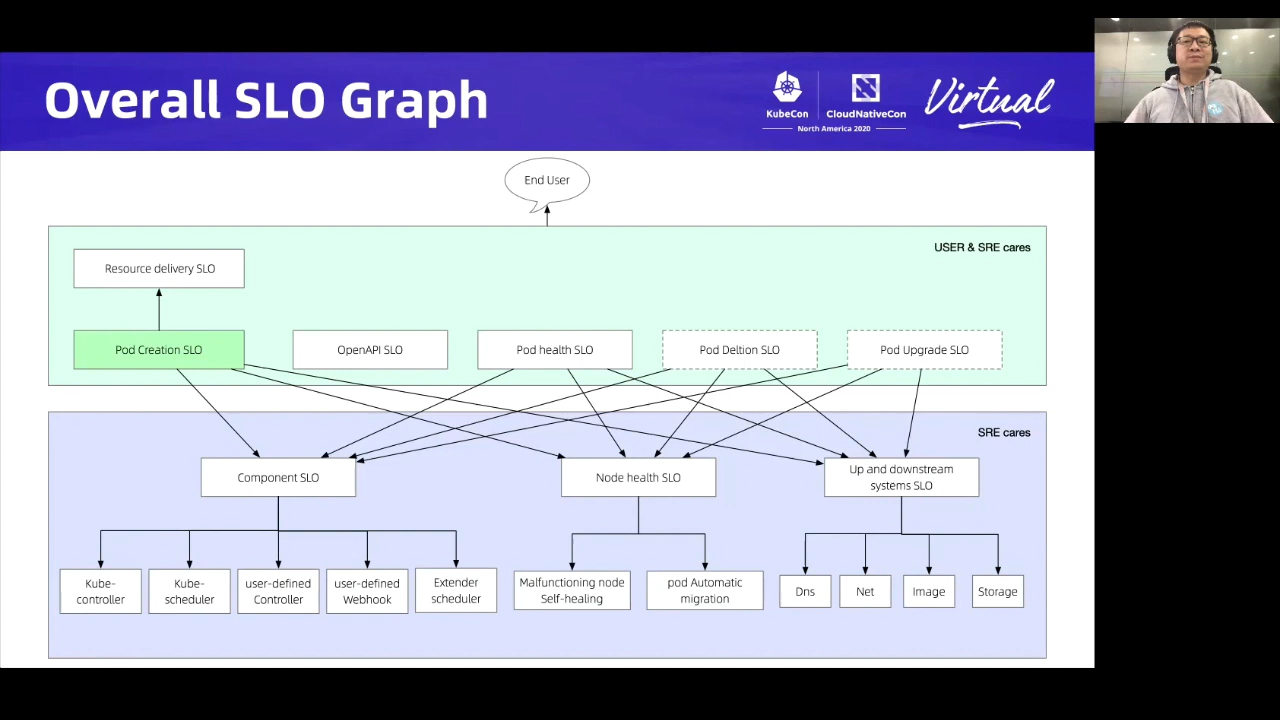 Overall SLO Graph
KubeCon
CloudNativeCon
North America 2020
Virtual
End User
USER & SRE cares
Resource delivery SLO
Pod Creation SLO
OpenAPI SLO
Pod health SLO
Pod Deltion SLO
Pod Upgrade SLO
SRE cares
Component SLO
Node health SLO
Up and downstream
systems SLO
Kube-
controller
Kube-
scheduler
user-defined
Controller
user-defined
Webhook
Extender
scheduler
Malfunctioning node
Self-healing
pod Automatic
migration
Dns
Net
Image
Storage